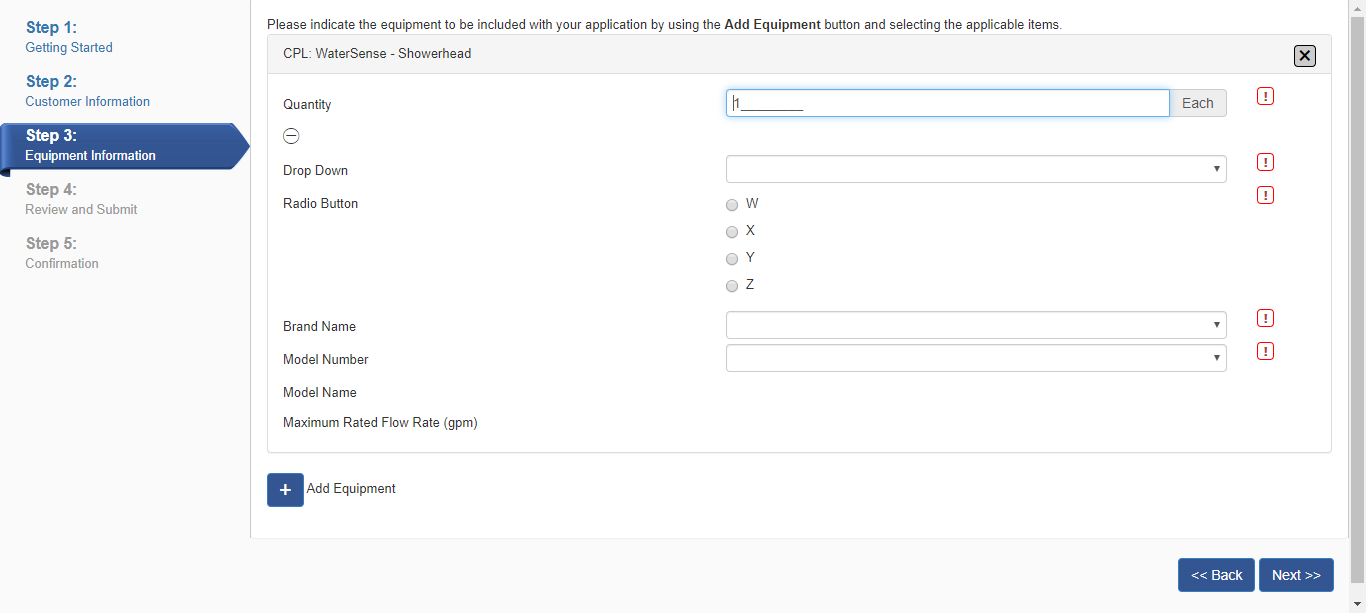 Step 1:
Getting Started
Step 2:
Customer Information
Step 3:
Equipment Information
Step 4:
Review and Submit
Step 5:
Confirmation
Please indicate the equipment to be included with your application by using the Add Equipment button and selecting the applicable items.
CPL: WaterSense - Showerhead
Quantity 1_________ Each !
Drop Down !
Radio Button W !
X
Y
Z
Brand Name !
Model Number !
Model Name
Maximum Rated Flow Rate (gpm)
+ Add Equipment
<< Back Next >>